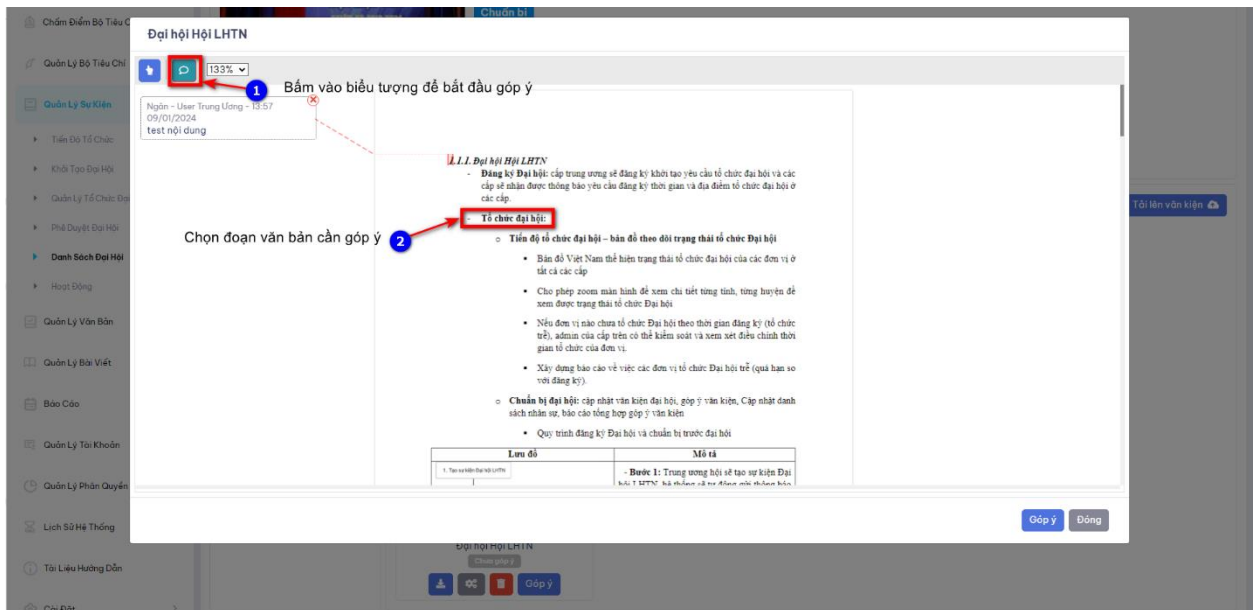 Chấm Điểm Bộ Tiêu C
Quản Lý Bộ Tiêu Chí
Quản Lý Sự Kiện
Tiến Độ Tổ Chức
Khởi Tạo Đại Hội
Quản Lý Tổ Chức Đại
Phê Duyệt Đại Hội
Danh Sách Đại Hội
Hoạt Động
Quản Lý Văn Bản
Quản Lý Bài Viết
Báo Cáo
Quản Lý Tài Khoản
Quản Lý Phân Quyền
Lịch Sử Hệ Thống
Tài Liệu Hướng Dẫn
Cài Đặt
Chuẩn bị
Đại hội Hội LHTN
133%
1 Bấm vào biểu tượng để bắt đầu góp ý
Ngân - User Trung Ương - 13:57
09/01/2024
test nội dung
Chọn đoạn văn bản cần góp ý 2
1.1.1. Đại hội Hội LHTN
- Đăng ký Đại hội: cấp trung ương sẽ đăng ký khởi tạo yêu cầu tổ chức đại hội và các
cấp sẽ nhận được thông báo yêu cầu đăng ký thời gian và địa điểm tổ chức đại hội ở
các cấp.
- Tổ chức đại hội:
o Tiến độ tổ chức đại hội – bản đồ theo dõi trạng thái tổ chức Đại hội
▪ Bản đồ Việt Nam thể hiện trạng thái tổ chức đại hội của các đơn vị ở
tất cả các cấp
▪ Cho phép zoom màn hình để xem chi tiết từng tỉnh, từng huyện để
xem được trạng thái tổ chức Đại hội
▪ Nếu đơn vị nào chưa tổ chức Đại hội theo thời gian đăng ký (tổ chức
trễ), admin của cấp trên có thể kiểm soát và xem xét điều chỉnh thời
gian tổ chức của đơn vị.
▪ Xây dựng báo cáo về việc các đơn vị tổ chức Đại hội trễ (quá hạn so
với đăng ký).
o Chuẩn bị đại hội: cập nhật văn kiện đại hội, góp ý văn kiện, Cập nhật danh
sách nhân sự, báo cáo tổng hợp góp ý văn kiện
▪ Quy trình đăng ký Đại hội và chuẩn bị trước đại hội
Lưu đồ Mô tả
1. Tạo sự kiện Đại hội LHTN
- Bước 1: Trung ương hội sẽ tạo sự kiện Đại
hội LHTN, hệ thống sẽ tự động gửi thông báo
Góp ý Đóng
Tải lên văn kiện
Đại hội Hội LHTN
Chưa góp ý
Góp ý